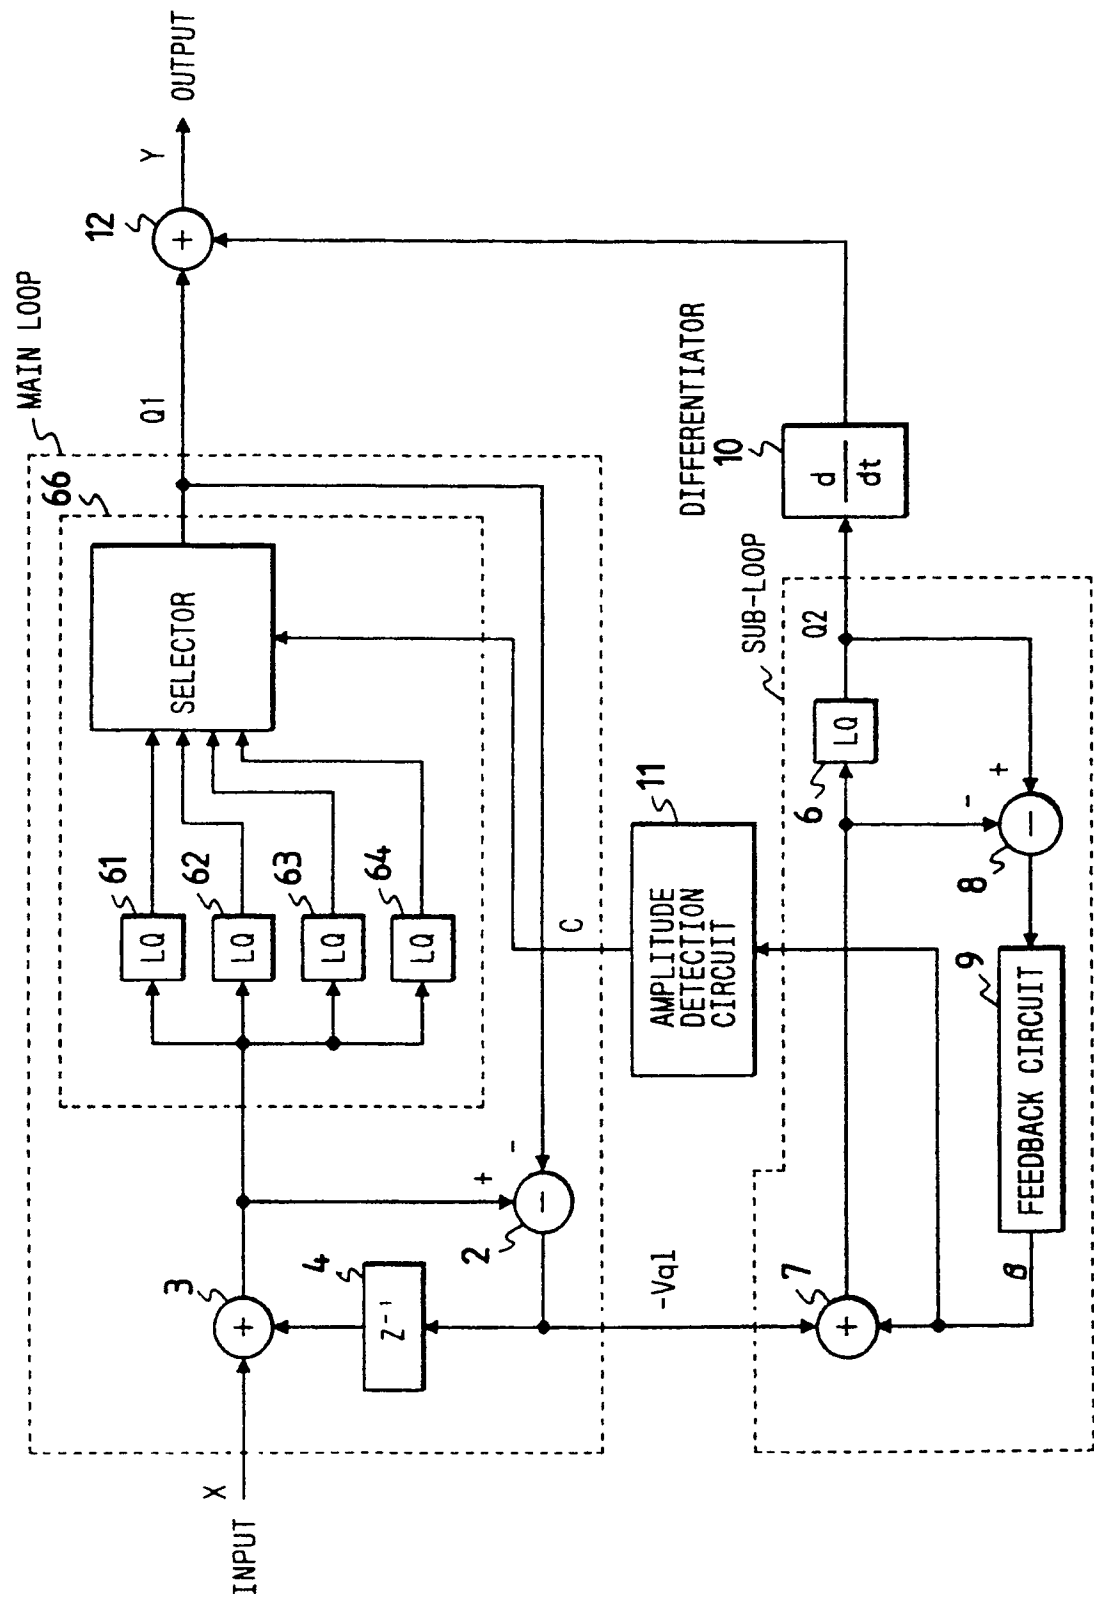 MAIN LOOP
66
12
Y
OUTPUT
Q1
SELECTOR
61
LQ
62
LQ
63
LQ
64
LQ
3
+
4
Z⁻¹
+
-
2
−
X
INPUT
+
C
AMPLITUDE
DETECTION
CIRCUIT
11
-Vq1
DIFFERENTIATOR
10
d
dt
SUB-LOOP
Q2
LQ
6
7
+
-
+
8
−
9
FEEDBACK CIRCUIT
B